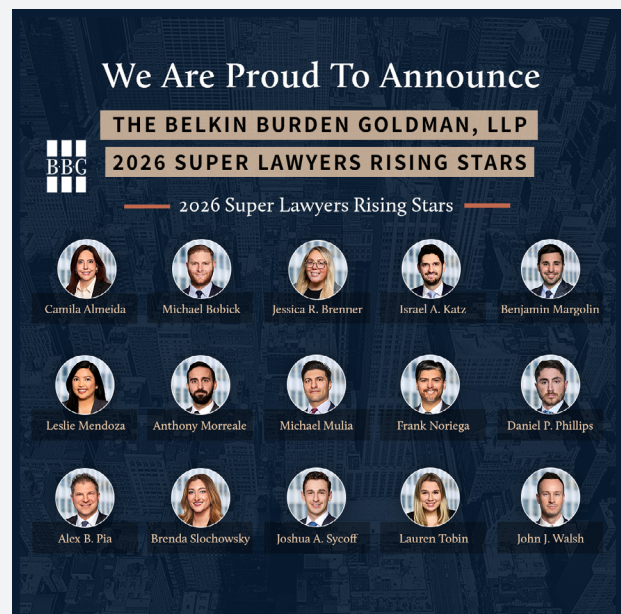 We Are Proud To Announce
THE BELKIN BURDEN GOLDMAN, LLP
2026 SUPER LAWYERS RISING STARS
BBG
2026 Super Lawyers Rising Stars
Camila Almeida Michael Bobick Jessica R. Brenner Israel A. Katz Benjamin Margolin
Leslie Mendoza Anthony Morreale Michael Mulia Frank Noriega Daniel P. Phillips
Alex B. Pia Brenda Slochowsky Joshua A. Sycoff Lauren Tobin John J. Walsh